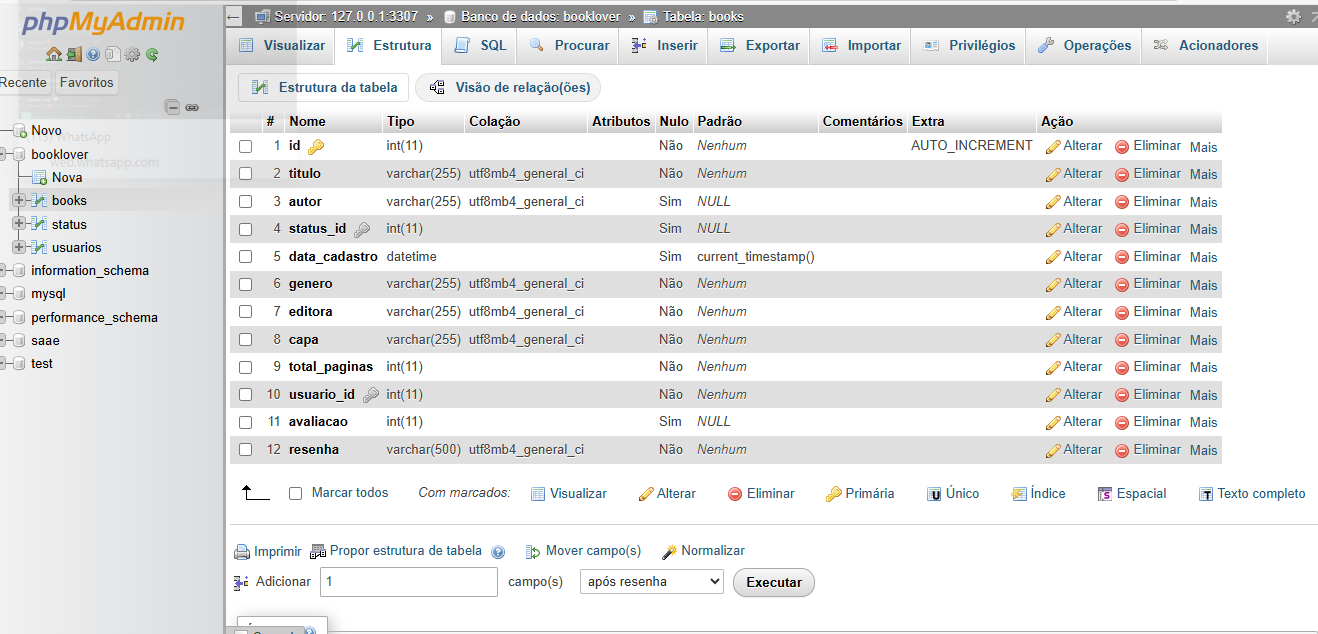 phpMyAdmin
Recente Favoritos
Novo
WhatsApp
booklover
web.whatsapp.com
Nova
books
status
usuarios
information_schema
mysql
performance_schema
saae
test
Servidor: 127.0.0.1:3307 » Banco de dados: booklover » Tabela: books
Visualizar Estrutura SQL Procurar Inserir Exportar Importar Privilégios Operações Acionadores
Estrutura da tabela Visão de relação(ões)
# Nome Tipo Colação Atributos Nulo Padrão Comentários Extra Ação
1 id int(11) Não Nenhum AUTO_INCREMENT Alterar Eliminar Mais
2 titulo varchar(255) utf8mb4_general_ci Não Nenhum Alterar Eliminar Mais
3 autor varchar(255) utf8mb4_general_ci Sim NULL Alterar Eliminar Mais
4 status_id int(11) Sim NULL Alterar Eliminar Mais
5 data_cadastro datetime Sim current_timestamp() Alterar Eliminar Mais
6 genero varchar(255) utf8mb4_general_ci Não Nenhum Alterar Eliminar Mais
7 editora varchar(255) utf8mb4_general_ci Não Nenhum Alterar Eliminar Mais
8 capa varchar(255) utf8mb4_general_ci Não Nenhum Alterar Eliminar Mais
9 total_paginas int(11) Não Nenhum Alterar Eliminar Mais
10 usuario_id int(11) Não Nenhum Alterar Eliminar Mais
11 avaliacao int(11) Sim NULL Alterar Eliminar Mais
12 resenha varchar(500) utf8mb4_general_ci Não Nenhum Alterar Eliminar Mais
Marcar todos Com marcados: Visualizar Alterar Eliminar Primária Único Índice Espacial Texto completo
Imprimir Propor estrutura de tabela Mover campo(s) Normalizar
Adicionar 1 campo(s) após resenha Executar